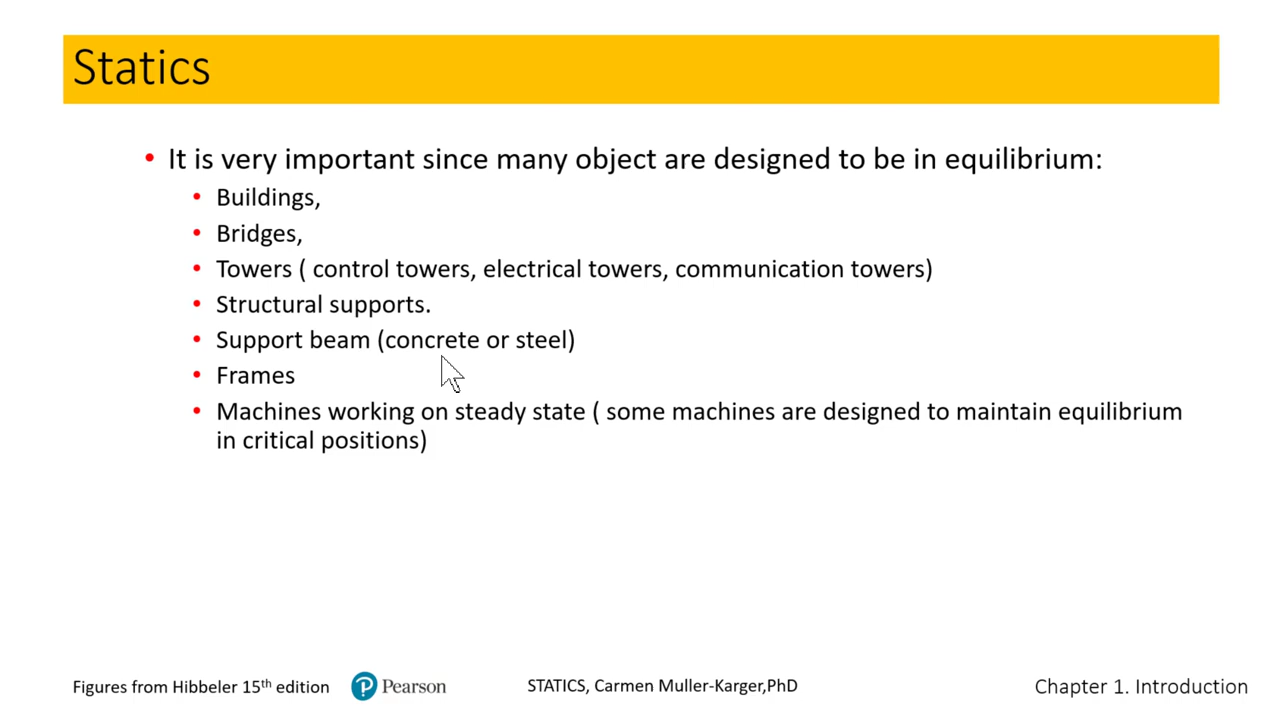 Statics
• It is very important since many object are designed to be in equilibrium:
• Buildings,
• Bridges,
• Towers ( control towers, electrical towers, communication towers)
• Structural supports.
• Support beam (concrete or steel)
• Frames
• Machines working on steady state ( some machines are designed to maintain equilibrium
in critical positions)
Figures from Hibbeler 15th edition
P Pearson
STATICS, Carmen Muller-Karger,PhD
Chapter 1. Introduction